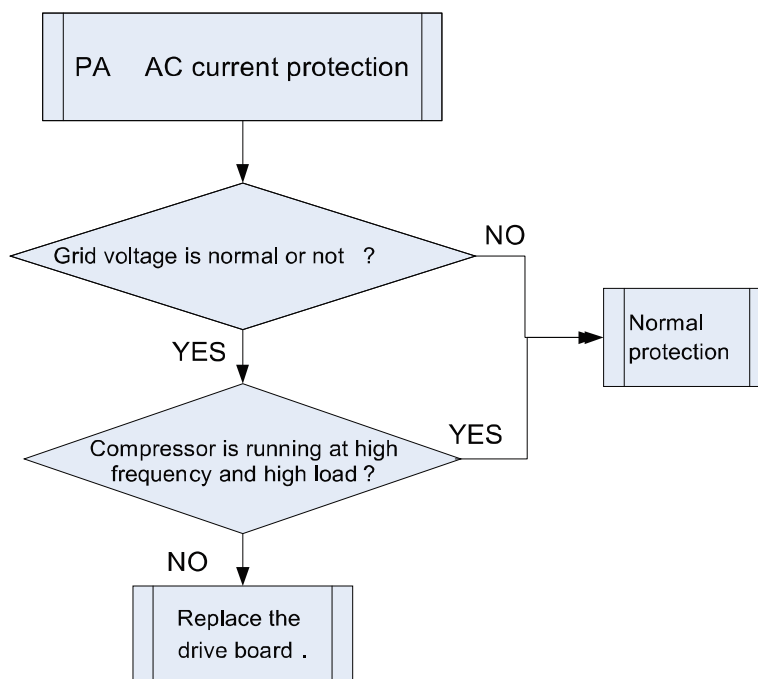 PA AC current protection
Grid voltage is normal or not ?
NO
Normal
protection
YES
Compressor is running at high
frequency and high load ?
YES
NO
Replace the
drive board .